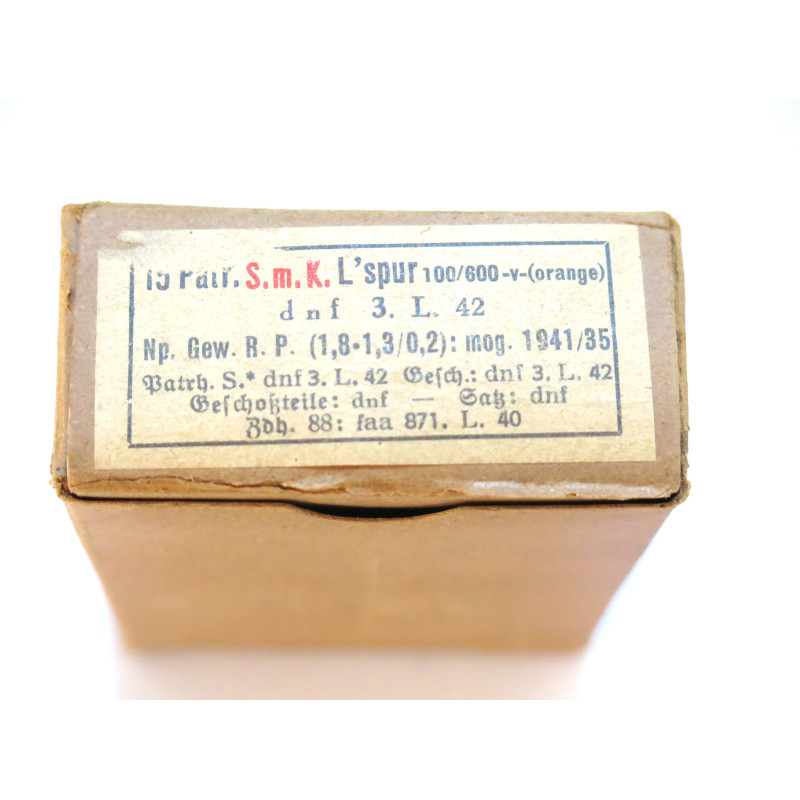 15 Patr. S.m.K. L'spur 100/600-v-(orange)
dnf 3. L. 42
Np. Gew. R. P. (1,8•1,3/0,2): mog. 1941/35
Patrh. S.* dnf 3. L. 42 Gesch.: dnf 3. L. 42
Geschoßteile: dnf — Satz: dnf
Zdh. 88: faa 871. L. 40